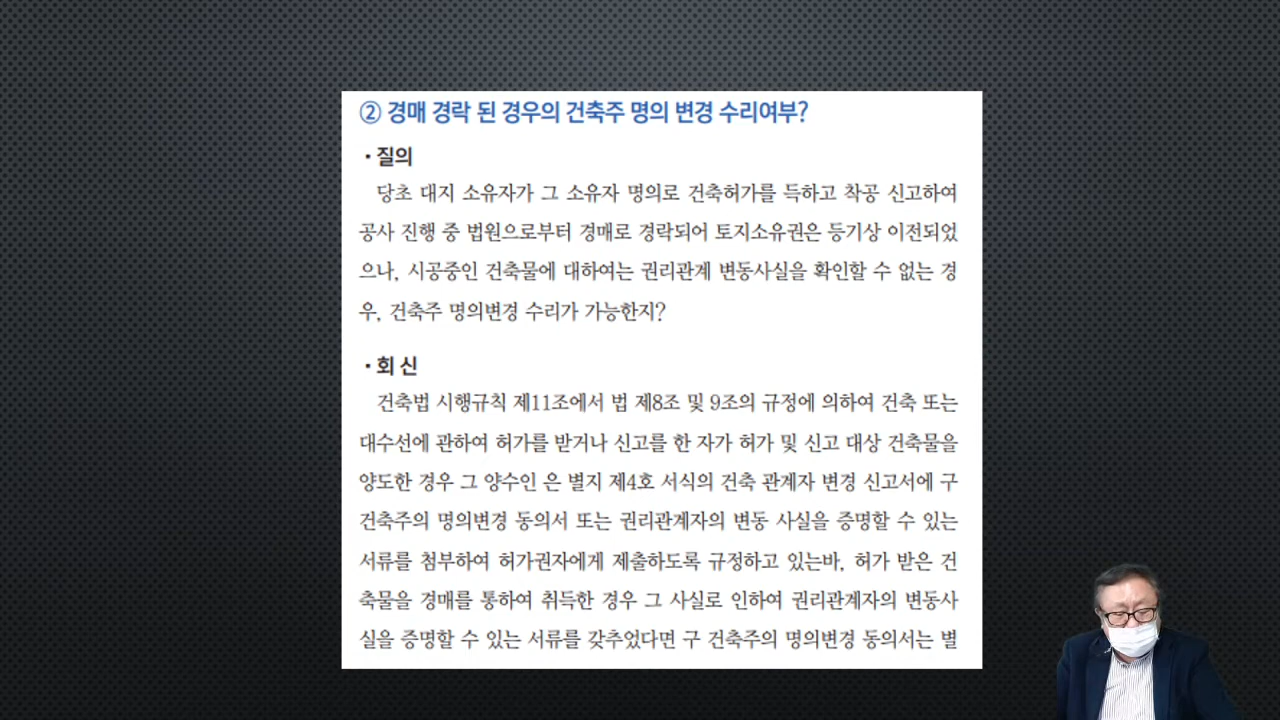 ② 경매 경락 된 경우의 건축주 명의 변경 수리여부?
· 질의
당초 대지 소유자가 그 소유자 명의로 건축허가를 득하고 착공 신고하여
공사 진행 중 법원으로부터 경매로 경락되어 토지소유권은 등기상 이전되었
으나, 시공중인 건축물에 대하여는 권리관계 변동사실을 확인할 수 없는 경
우, 건축주 명의변경 수리가 가능한지?
· 회 신
건축법 시행규칙 제11조에서 법 제8조 및 9조의 규정에 의하여 건축 또는
대수선에 관하여 허가를 받거나 신고를 한 자가 허가 및 신고 대상 건축물을
양도한 경우 그 양수인 은 별지 제4호 서식의 건축 관계자 변경 신고서에 구
건축주의 명의변경 동의서 또는 권리관계자의 변동 사실을 증명할 수 있는
서류를 첨부하여 허가권자에게 제출하도록 규정하고 있는바, 허가 받은 건
축물을 경매를 통하여 취득한 경우 그 사실로 인하여 권리관계자의 변동사
실을 증명할 수 있는 서류를 갖추었다면 구 건축주의 명의변경 동의서는 별